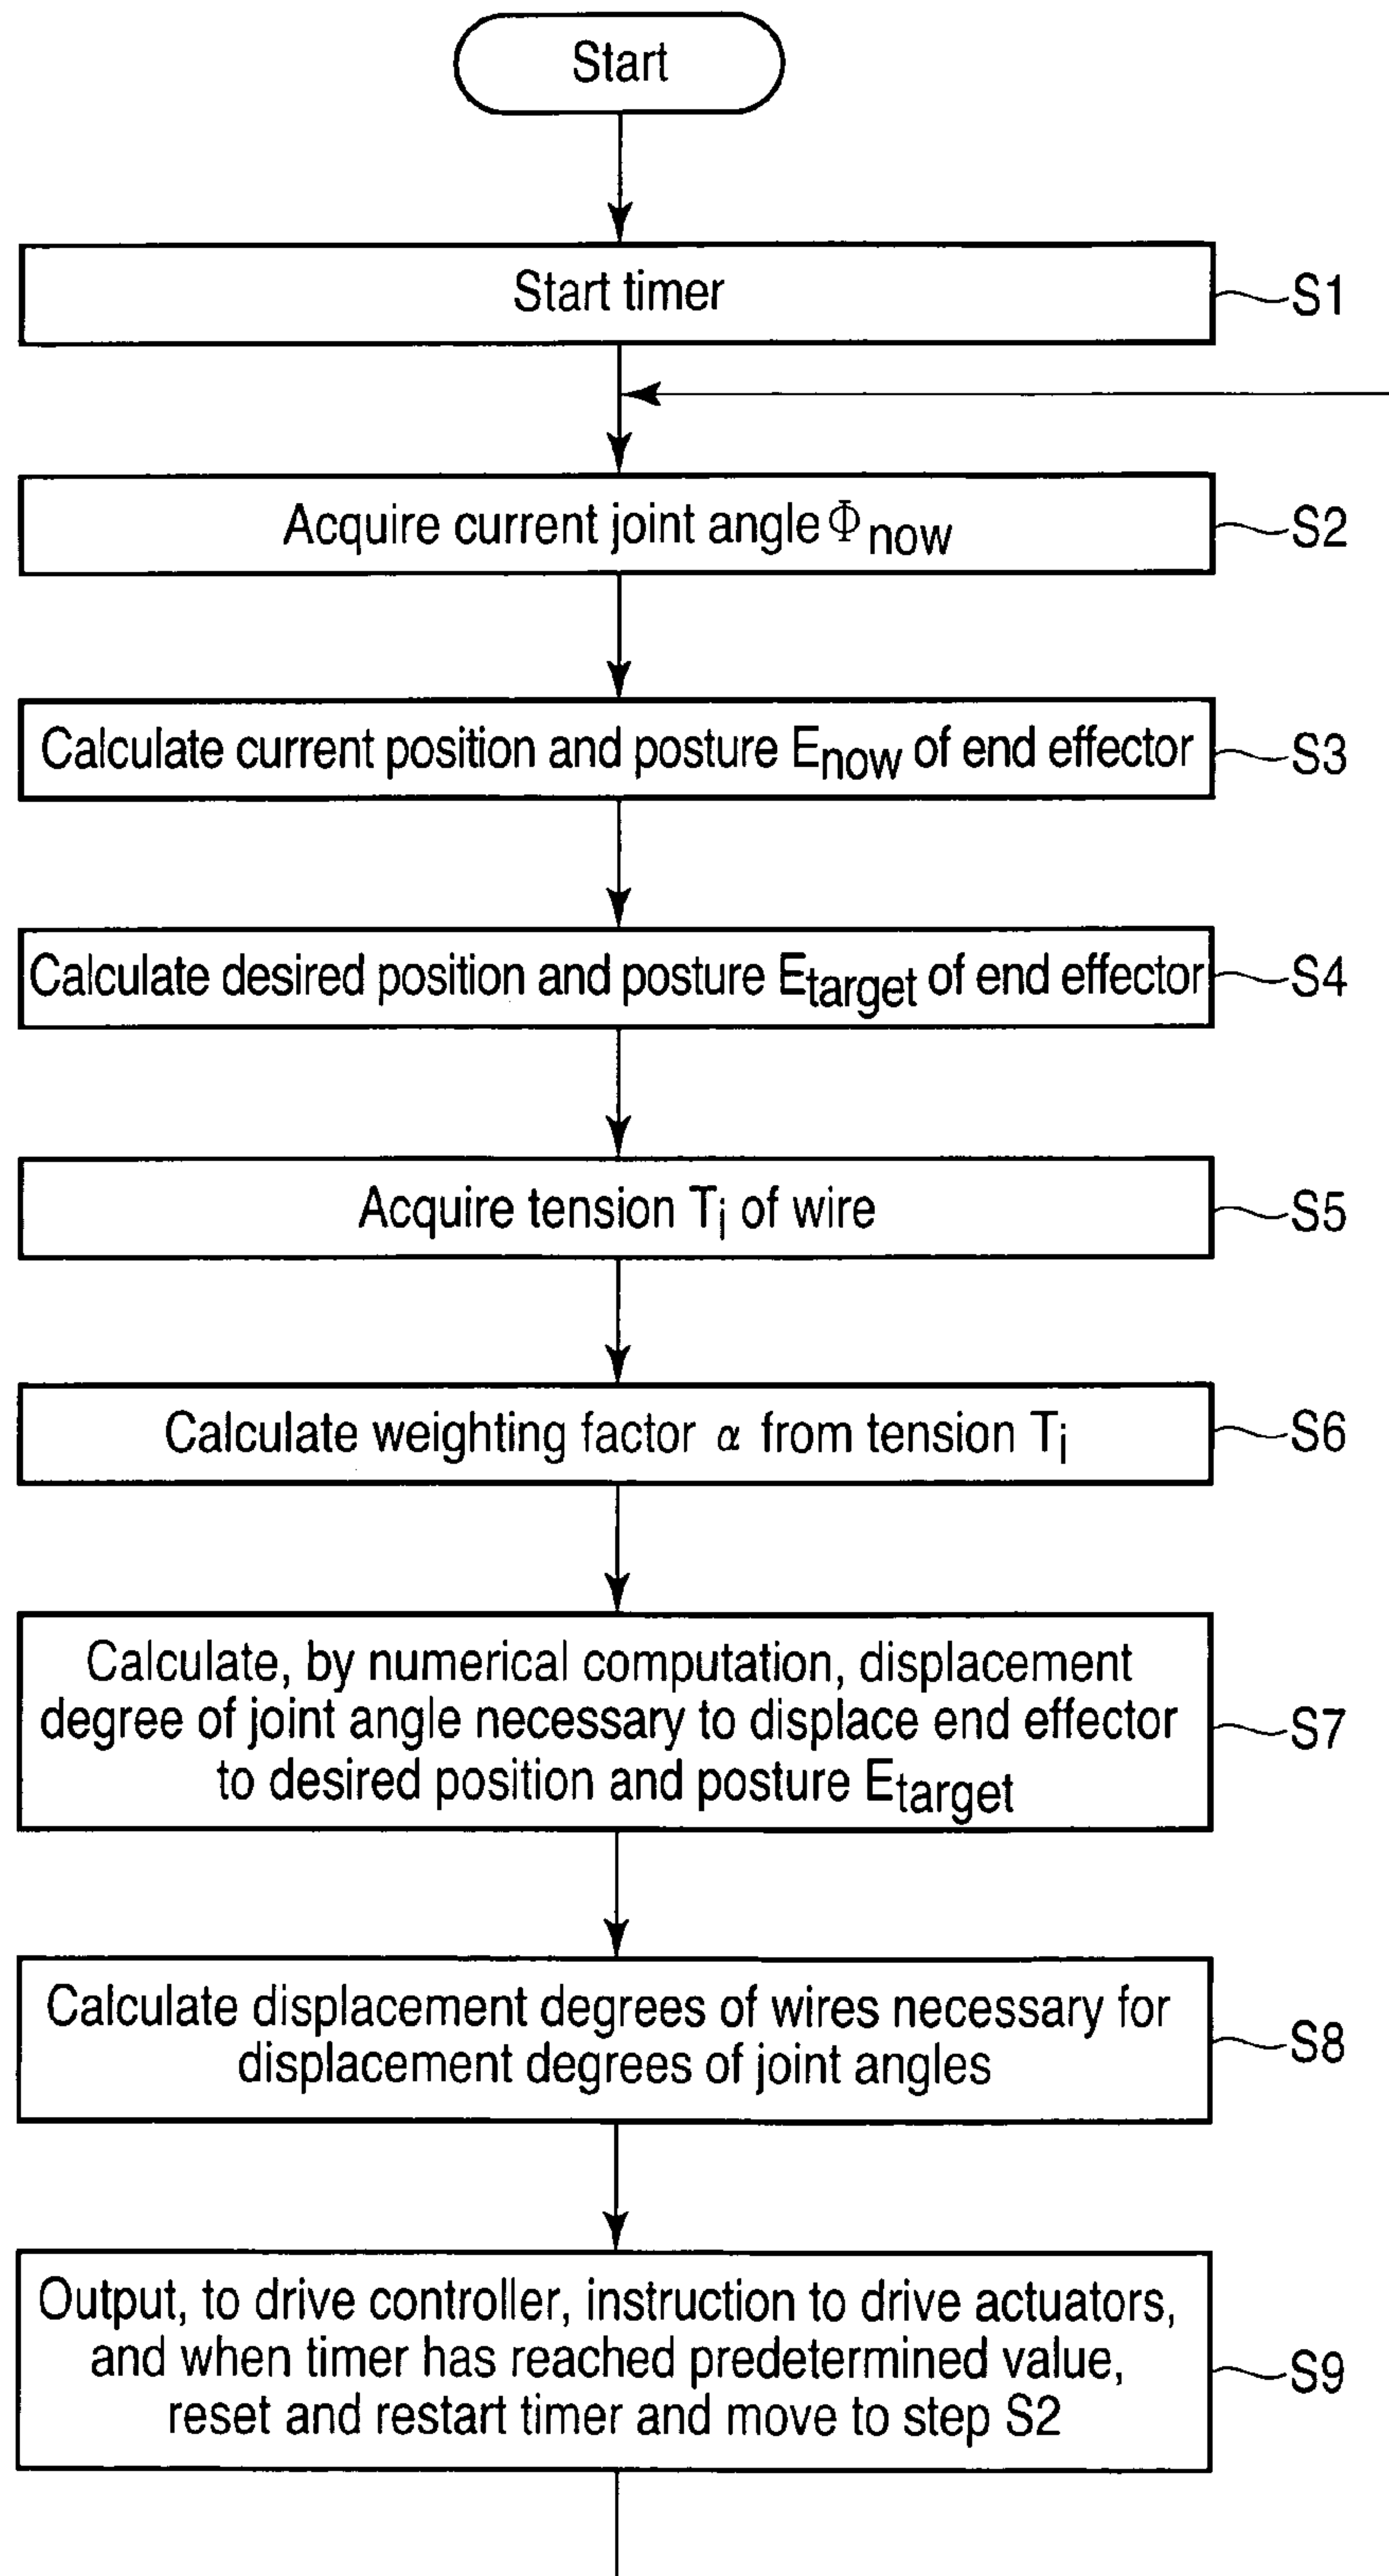 Start
Start timer
S1
Acquire current joint angle Φnow
S2
Calculate current position and posture Enow of end effector
S3
Calculate desired position and posture Etarget of end effector
S4
Acquire tension Ti of wire
S5
Calculate weighting factor α from tension Ti
S6
Calculate, by numerical computation, displacement
degree of joint angle necessary to displace end effector
to desired position and posture Etarget
S7
Calculate displacement degrees of wires necessary for
displacement degrees of joint angles
S8
Output, to drive controller, instruction to drive actuators,
and when timer has reached predetermined value,
reset and restart timer and move to step S2
S9